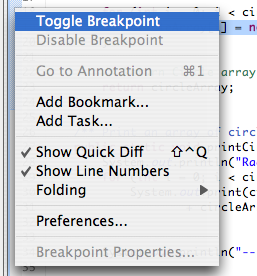 Toggle Breakpoint
Disable Breakpoint
Go to Annotation ⌘1
Add Bookmark...
Add Task...
✓ Show Quick Diff ⇧^Q
✓ Show Line Numbers
Folding ▶
Preferences...
Breakpoint Properties...
35